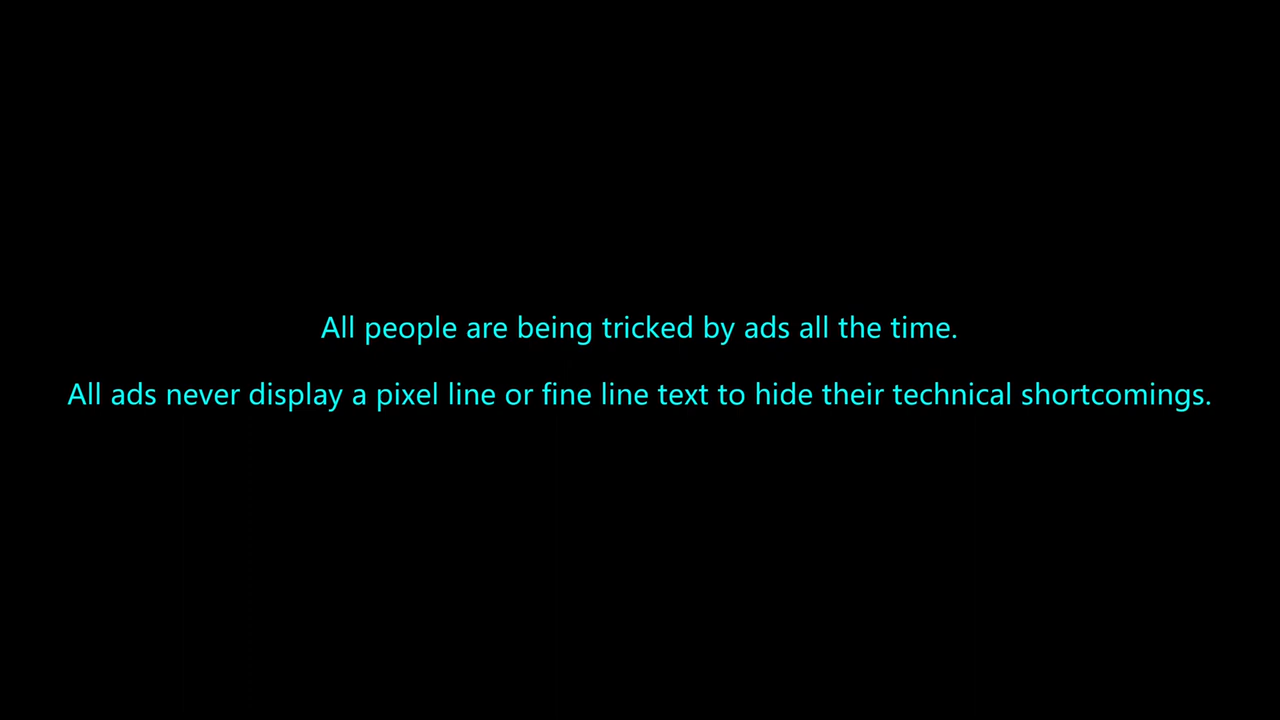 All people are being tricked by ads all the time.
All ads never display a pixel line or fine line text to hide their technical shortcomings.